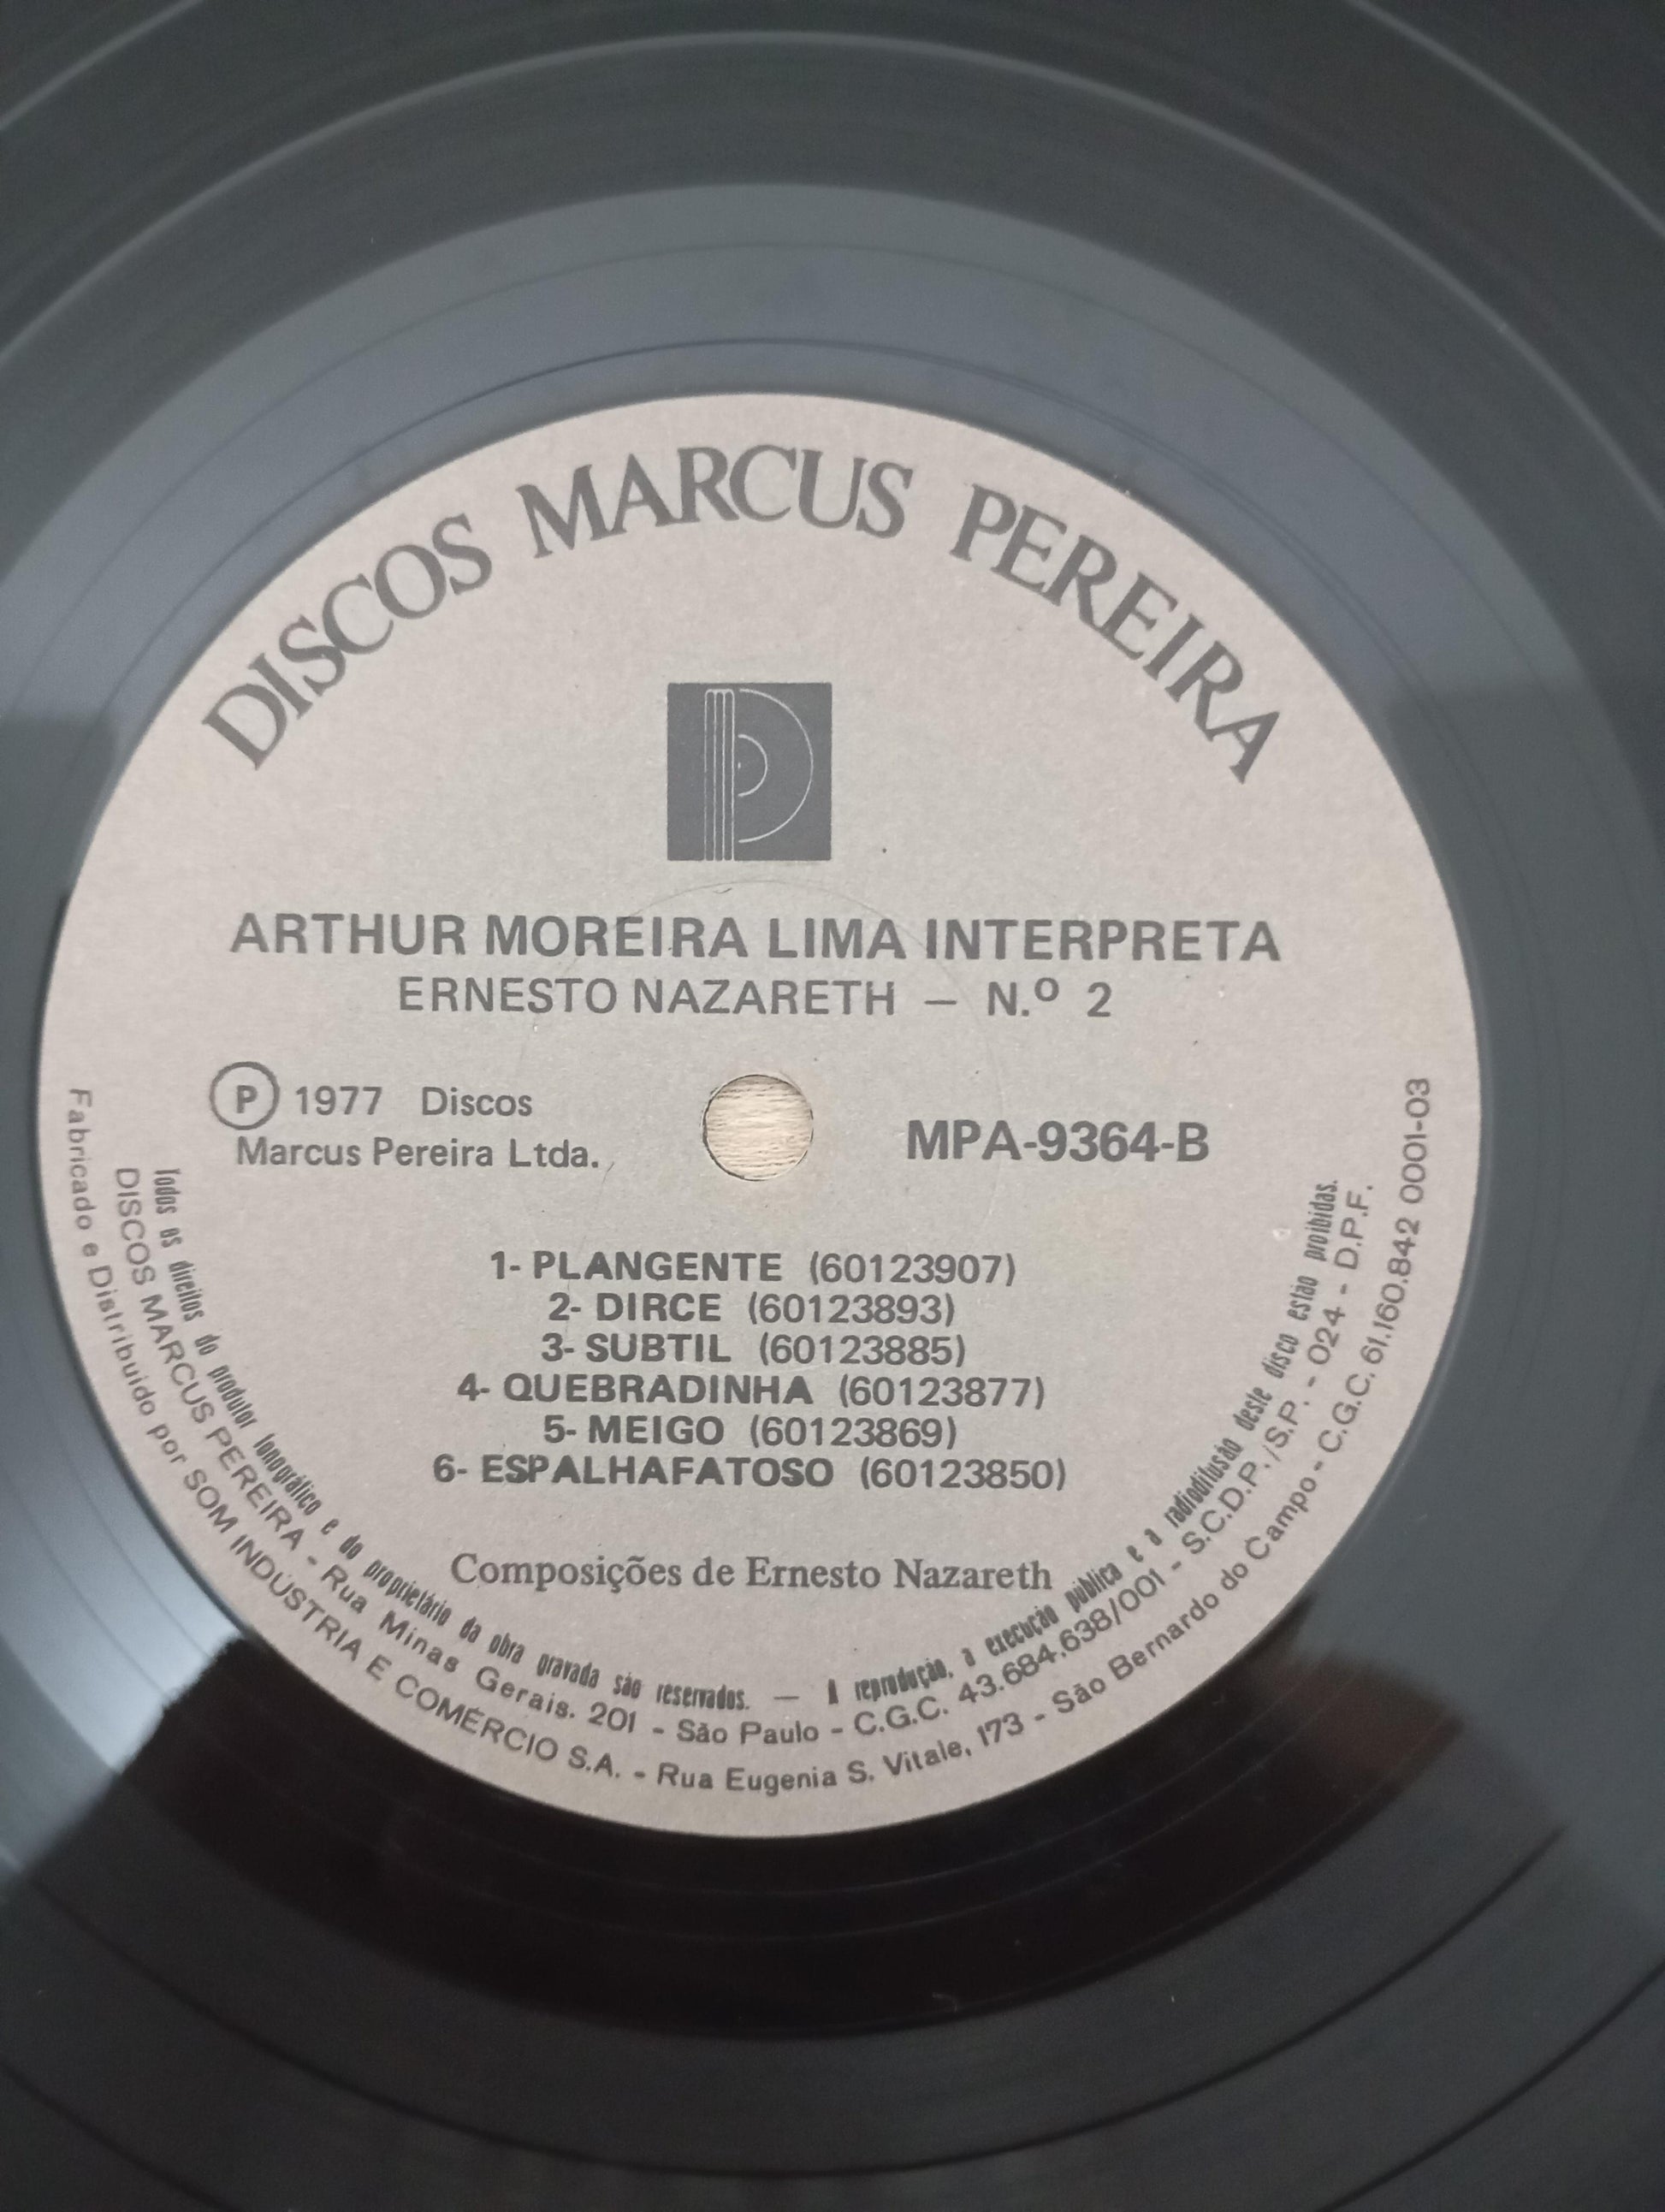 DISCOS MARCUS PEREIRA
ARTHUR MOREIRA LIMA INTERPRETA
ERNESTO NAZARETH – N.º 2
Ⓟ 1977 Discos
Marcus Pereira Ltda.
MPA-9364-B
1- PLANGENTE (60123907)
2- DIRCE (60123893)
3- SUBTIL (60123885)
4- QUEBRADINHA (60123877)
5- MEIGO (60123869)
6- ESPALHAFATOSO (60123850)
Composições de Ernesto Nazareth
Todos os direitos do produtor fonográfico e do proprietário da obra gravada são reservados. — A reprodução, a execução pública e a radiodifusão deste disco estão proibidas.
DISCOS MARCUS PEREIRA - Rua Minas Gerais. 201 - São Paulo - C.G.C. 43.684.638/001 - S.C.D.P./S.P. - 024 - D.P.F.
Fabricado e Distribuido por SOM INDÚSTRIA E COMÉRCIO S.A. - Rua Eugenia S. Vitale, 173 - São Bernardo do Campo - C.G.C. 61.160.842 0001-03